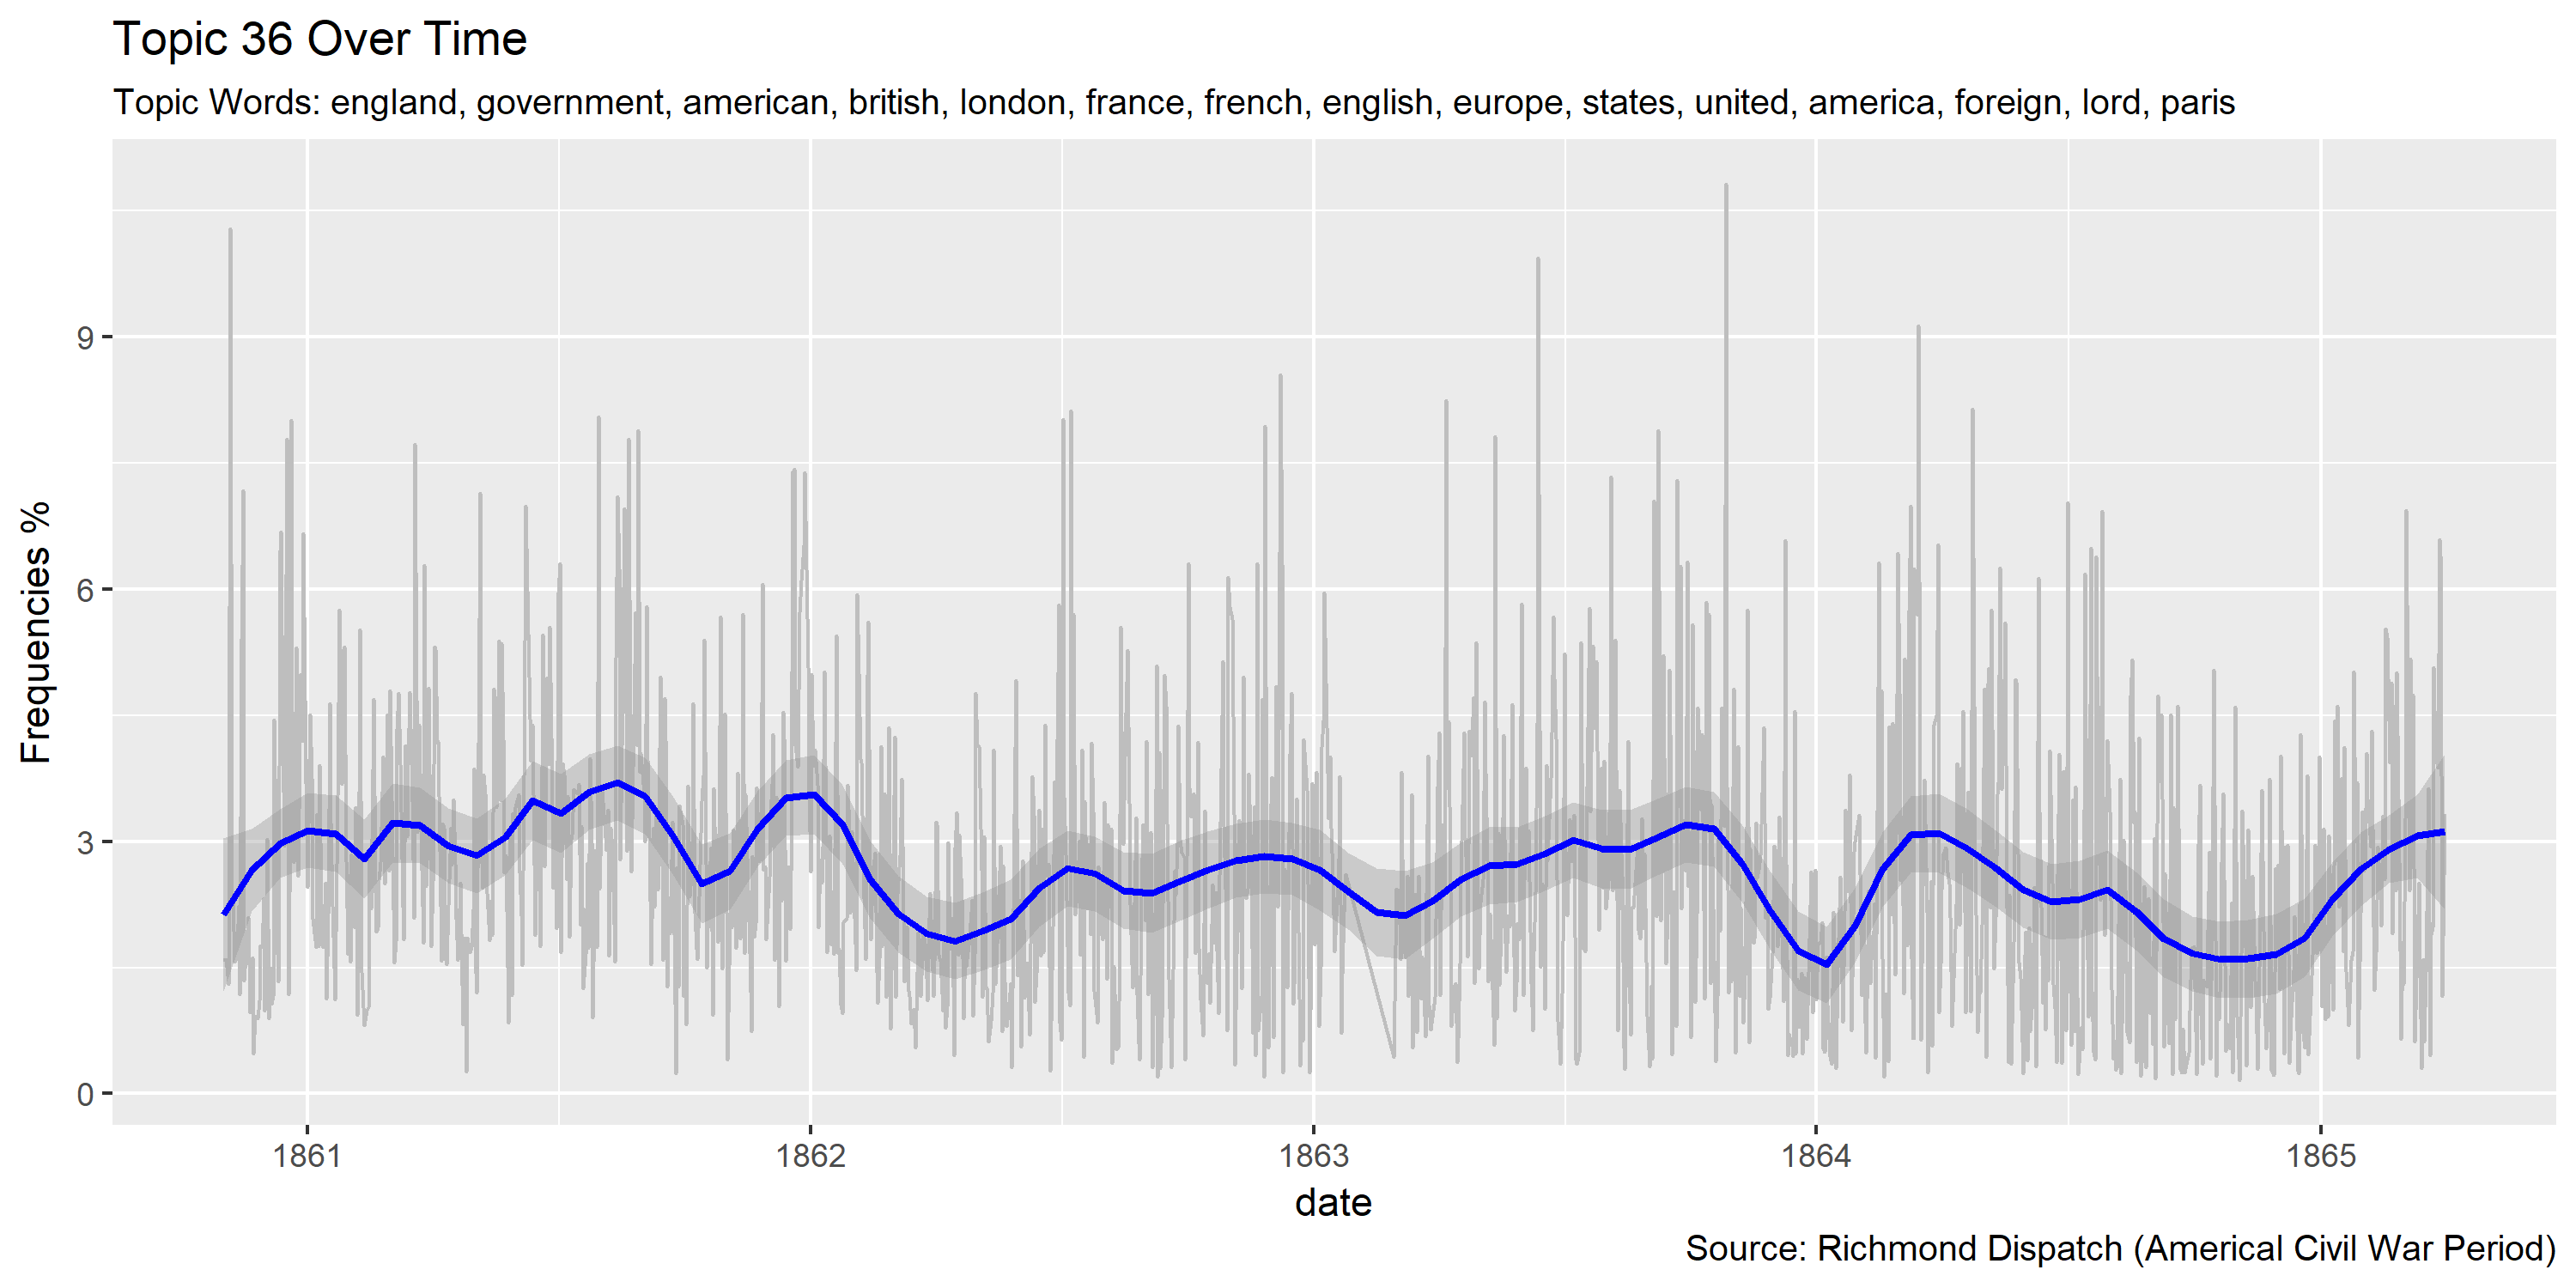 Topic 36 Over Time
Topic Words: england, government, american, british, london, france, french, english, europe, states, united, america, foreign, lord, paris
Frequencies %
9
6
3
0
1861 1862 1863 1864 1865
date
Source: Richmond Dispatch (Americal Civil War Period)